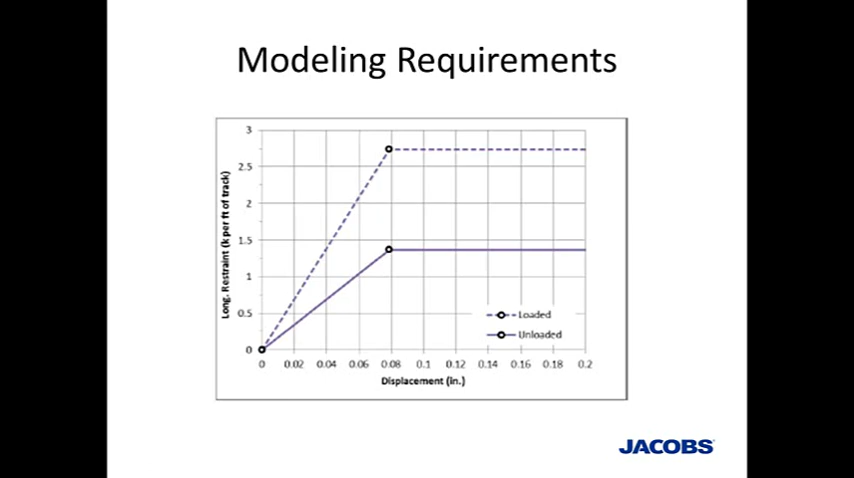 Modeling Requirements
3
2.5
2
1.5
1
0.5
0
Long. Restraint (k per ft of track)
Loaded
Unloaded
0 0.02 0.04 0.06 0.08 0.1 0.12 0.14 0.16 0.18 0.2
Displacement (in.)
JACOBS